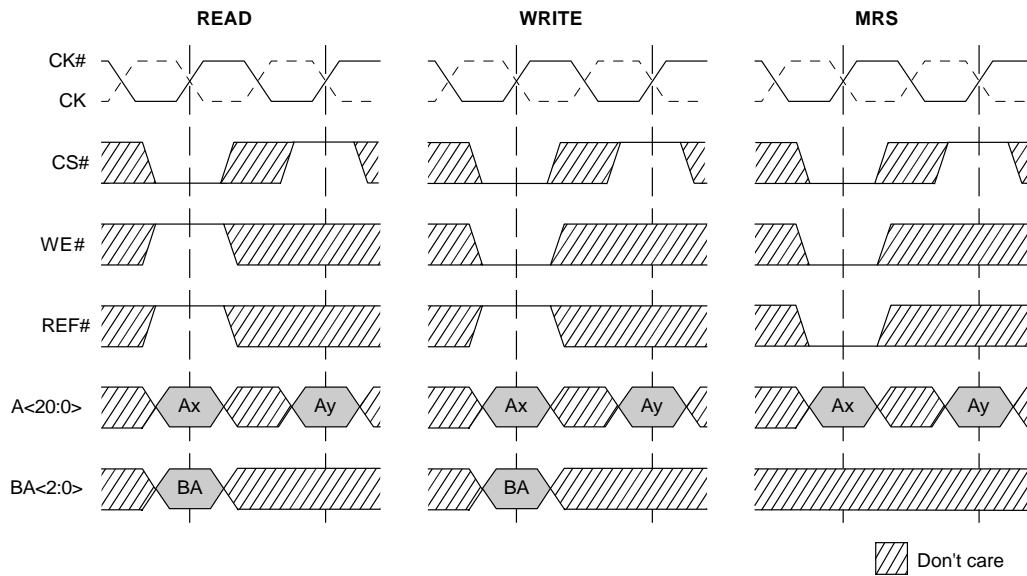 READ WRITE MRS
CK#
CK
CS#
WE#
REF#
A<20:0> Ax Ay Ax Ay Ax Ay
BA<2:0> BA BA
Don't care